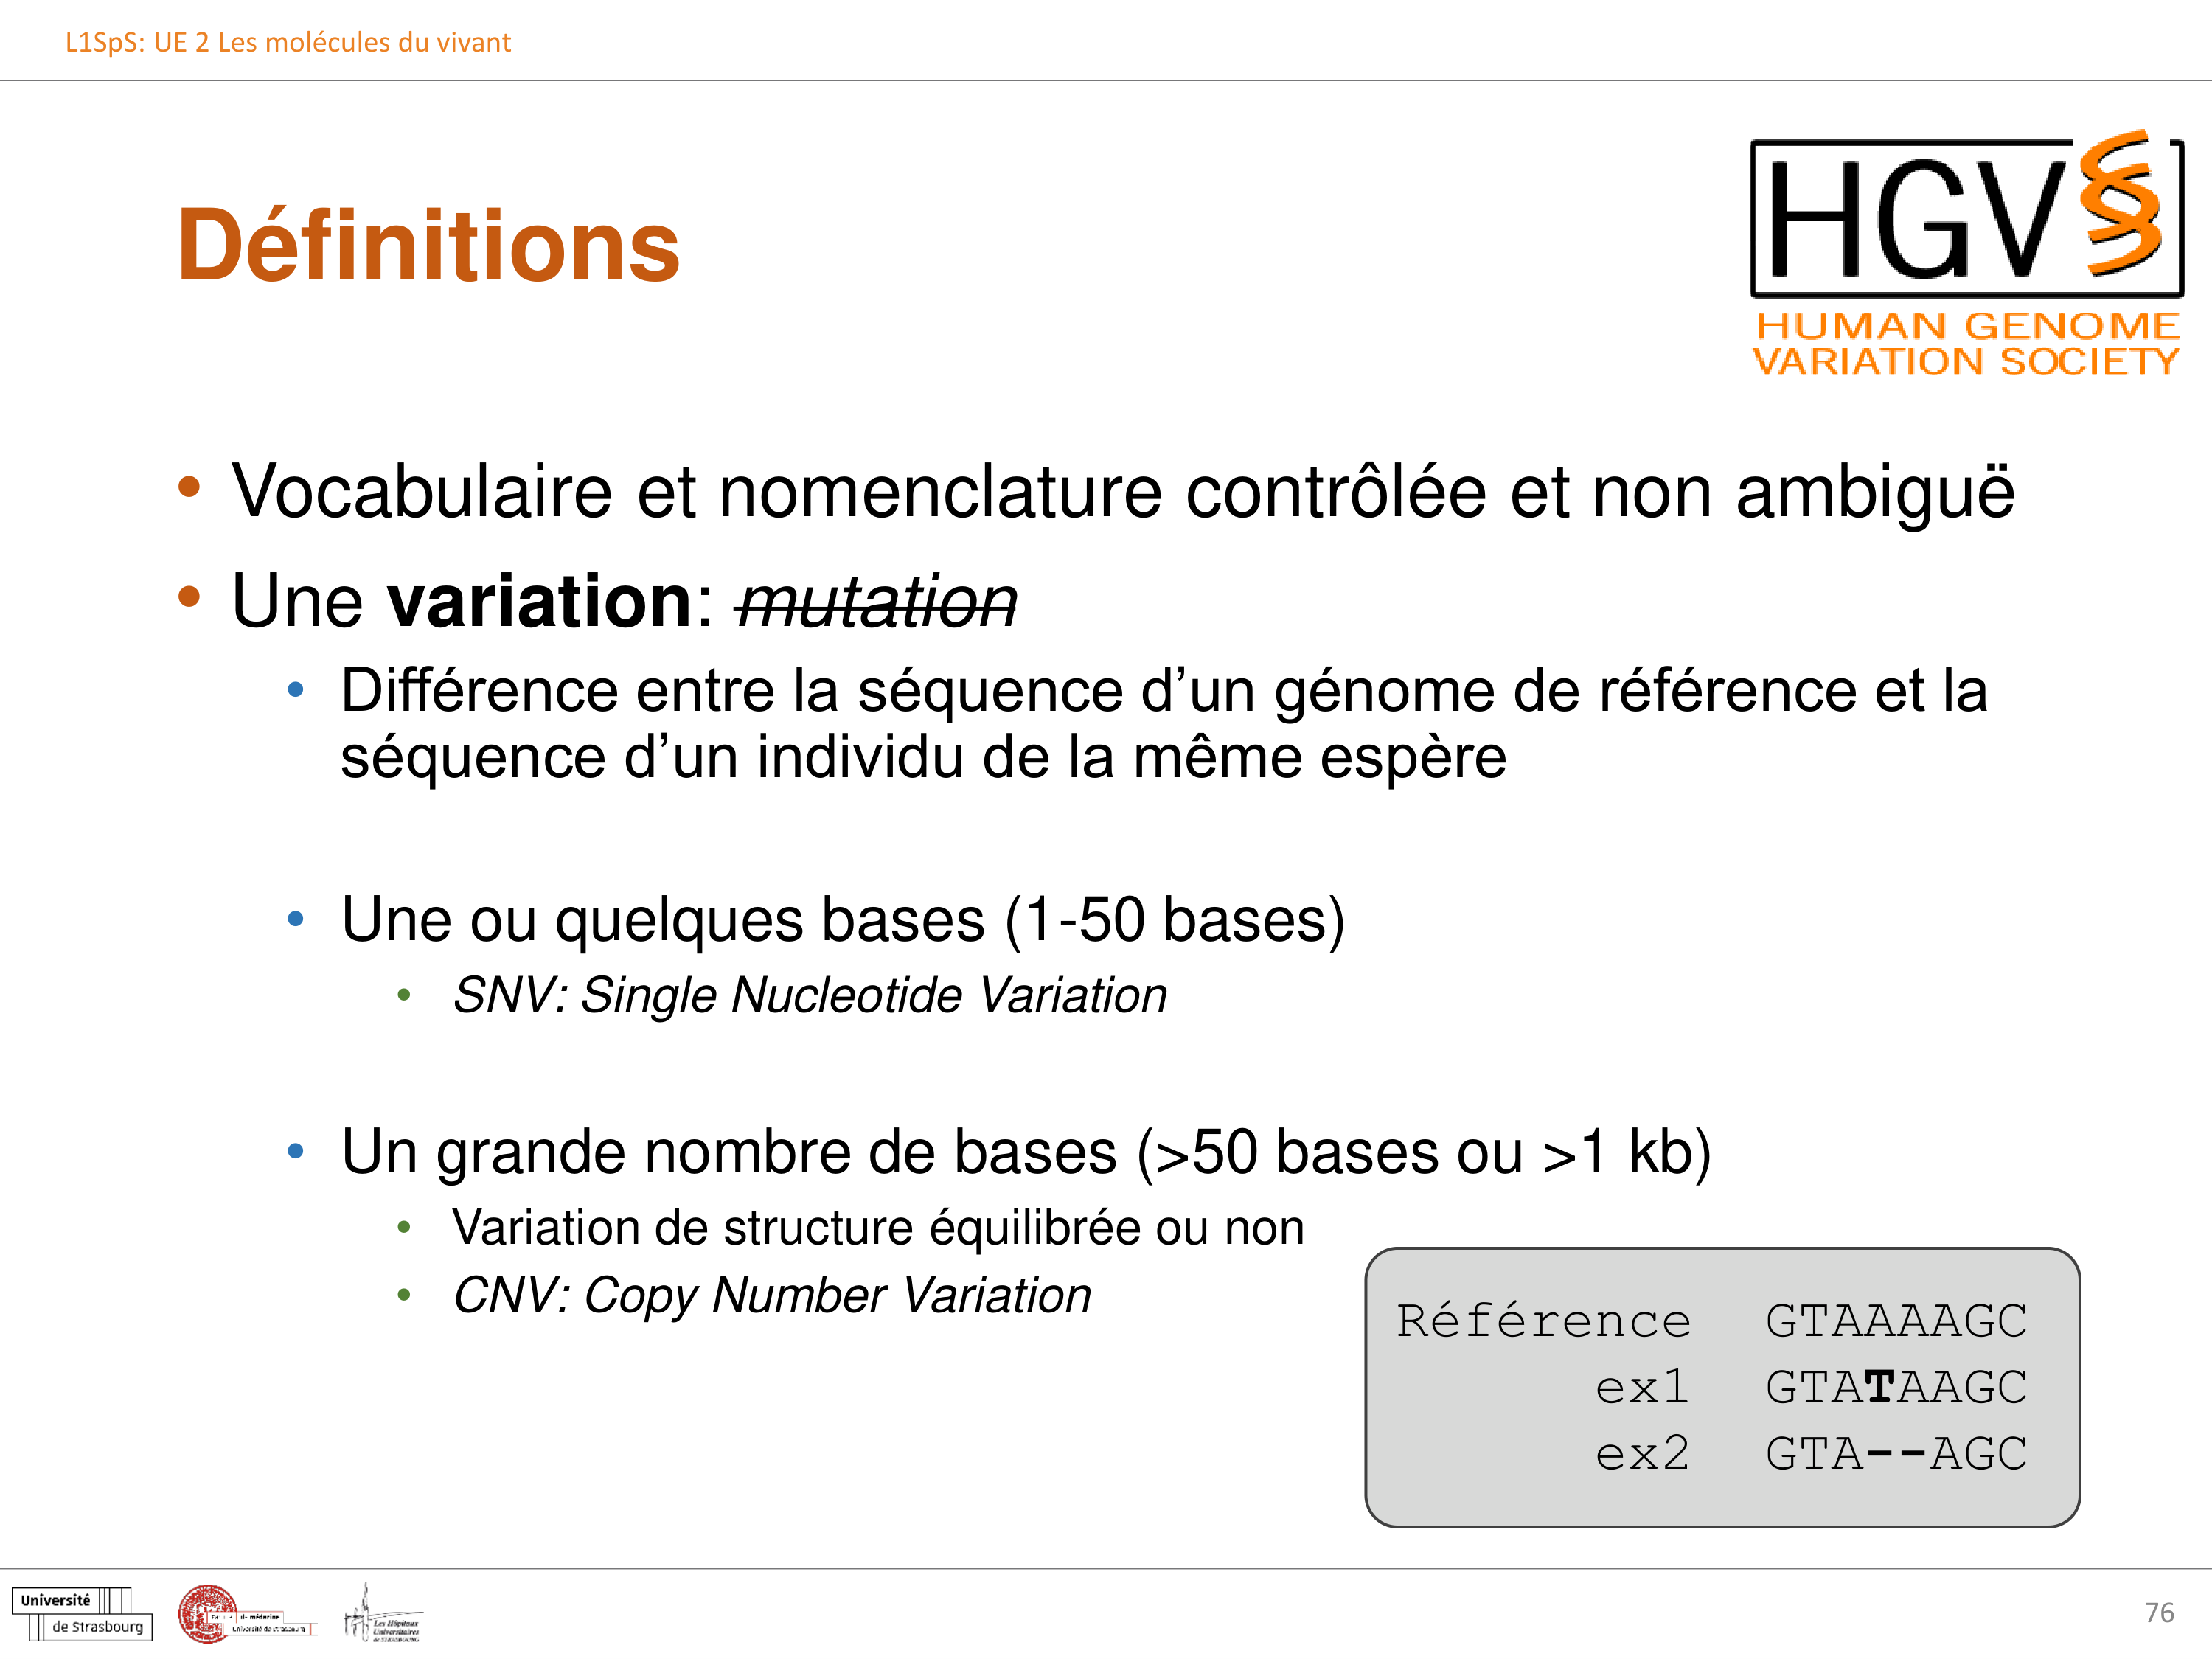 L1SpS: UE 2 Les molécules du vivant
HGVS
HUMAN GENOME
VARIATION SOCIETY
Définitions
• Vocabulaire et nomenclature contrôlée et non ambiguë
• Une variation: mutation
• Différence entre la séquence d’un génome de référence et la
séquence d’un individu de la même espère
• Une ou quelques bases (1-50 bases)
• SNV: Single Nucleotide Variation
• Un grande nombre de bases (>50 bases ou >1 kb)
• Variation de structure équilibrée ou non
• CNV: Copy Number Variation
Référence GTAAAAGC
ex1 GTATAAGC
ex2 GTA--AGC
Université
de Strasbourg
de médecine
Université de Strasbourg
Les Hôpitaux
Universitaires
de STRASBOURG
76